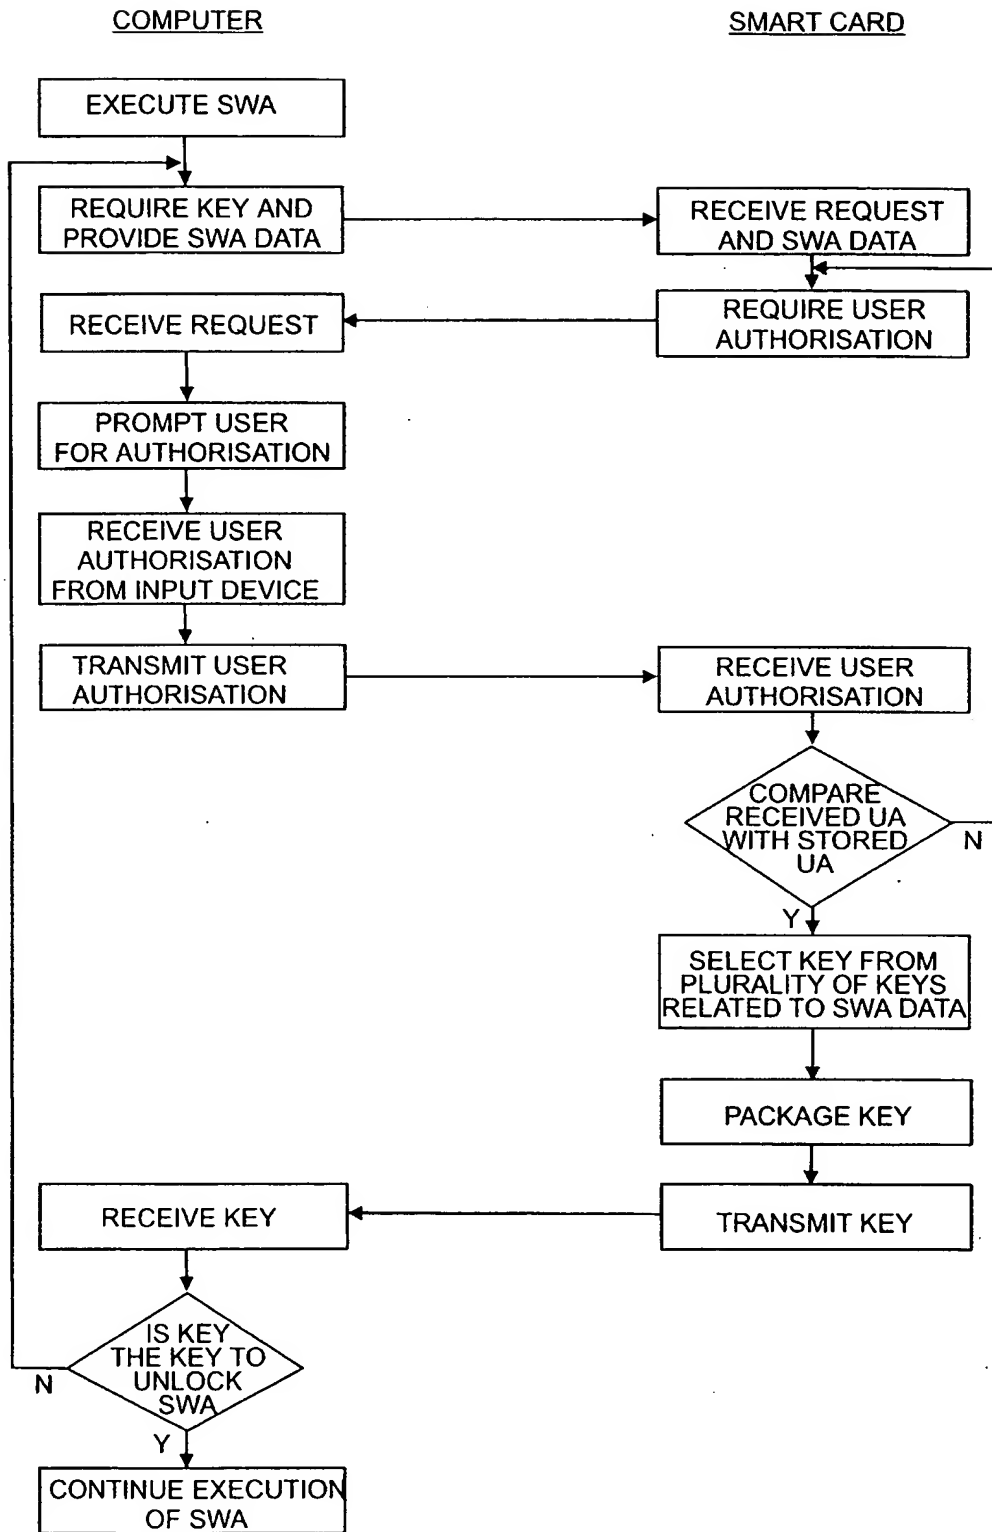 COMPUTER
SMART CARD
EXECUTE SWA
REQUIRE KEY AND
PROVIDE SWA DATA
RECEIVE REQUEST
AND SWA DATA
RECEIVE REQUEST
REQUIRE USER
AUTHORISATION
PROMPT USER
FOR AUTHORISATION
RECEIVE USER
AUTHORISATION
FROM INPUT DEVICE
TRANSMIT USER
AUTHORISATION
RECEIVE USER
AUTHORISATION
COMPARE
RECEIVED UA
WITH STORED
UA
N
Y
SELECT KEY FROM
PLURALITY OF KEYS
RELATED TO SWA DATA
PACKAGE KEY
RECEIVE KEY
TRANSMIT KEY
IS KEY
THE KEY TO
UNLOCK
SWA
N
Y
CONTINUE EXECUTION
OF SWA